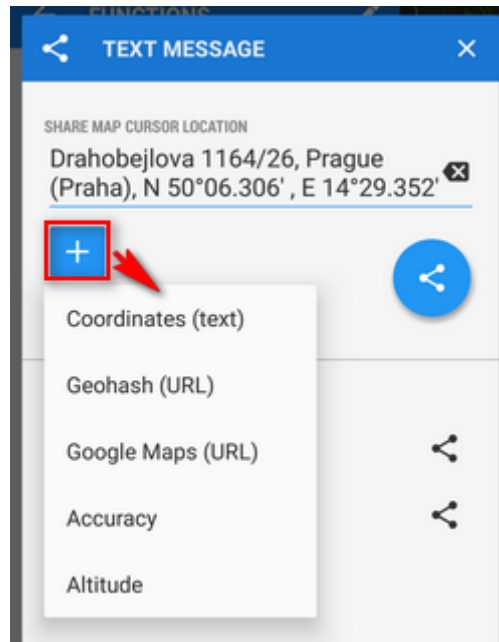 FUNCTIONS
TEXT MESSAGE
SHARE MAP CURSOR LOCATION
Drahobejlova 1164/26, Prague
(Praha), N 50°06.306' , E 14°29.352'
Coordinates (text)
Geohash (URL)
Google Maps (URL)
Accuracy
Altitude